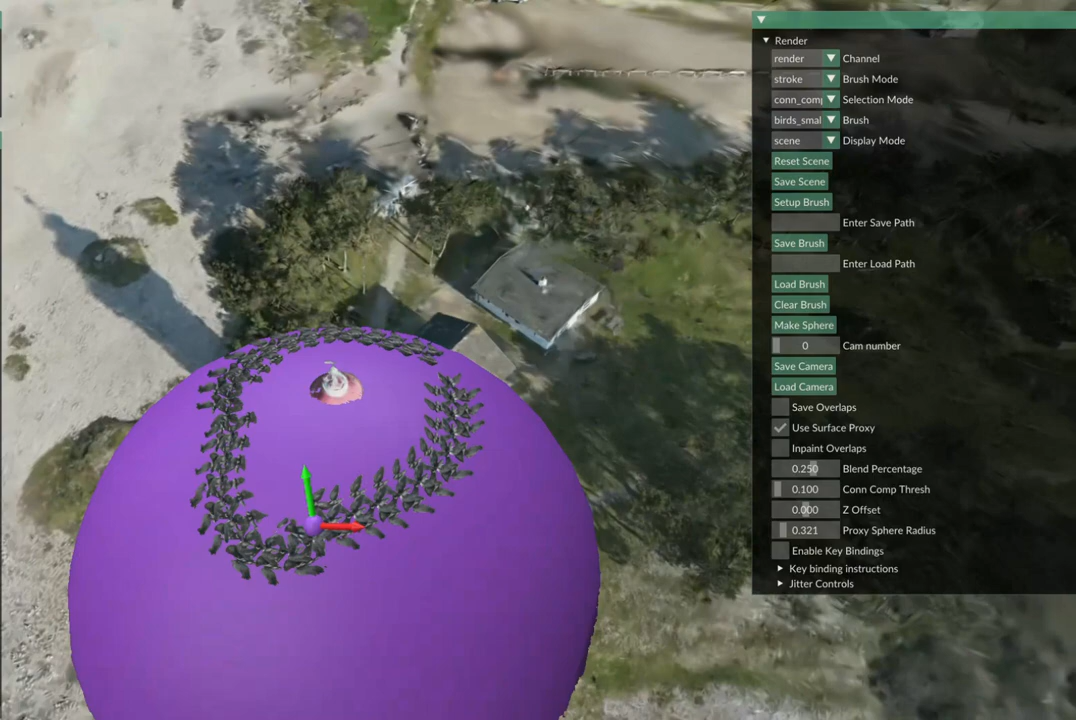 Render
render Channel
stroke Brush Mode
conn_comp Selection Mode
birds_smal Brush
scene Display Mode
Reset Scene
Save Scene
Setup Brush
Enter Save Path
Save Brush
Enter Load Path
Load Brush
Clear Brush
Make Sphere
0 Cam number
Save Camera
Load Camera
Save Overlaps
Use Surface Proxy
Inpaint Overlaps
0.250 Blend Percentage
0.100 Conn Comp Thresh
0.000 Z Offset
0.321 Proxy Sphere Radius
Enable Key Bindings
Key binding instructions
Jitter Controls